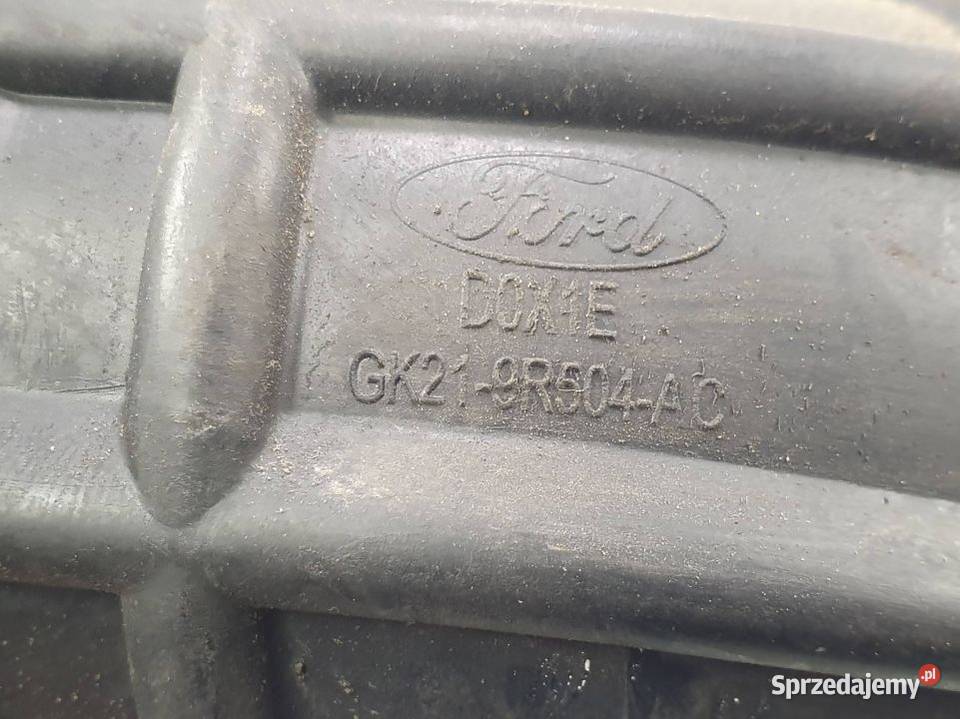 Ford
D0X1E
GK21-9R504-AC
Sprzedajemy.pl